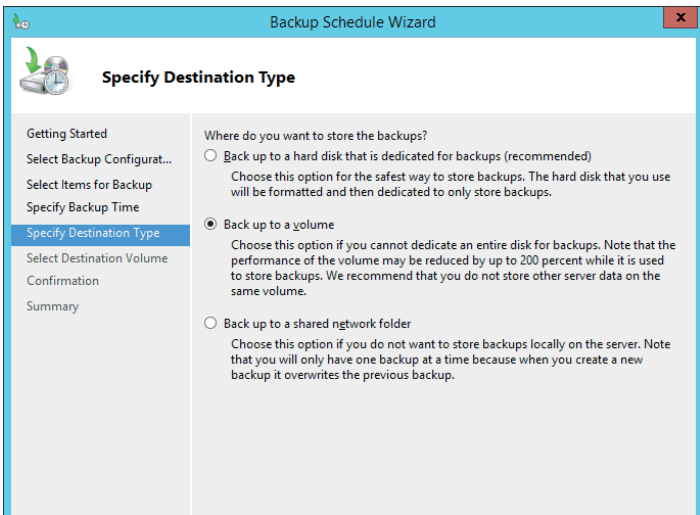 Backup Schedule Wizard
x
Specify Destination Type
Getting Started
Select Backup Configurat...
Select Items for Backup
Specify Backup Time
Specify Destination Type
Select Destination Volume
Confirmation
Summary
Where do you want to store the backups?
Back up to a hard disk that is dedicated for backups (recommended)
Choose this option for the safest way to store backups. The hard disk that you use
will be formatted and then dedicated to only store backups.
Back up to a volume
Choose this option if you cannot dedicate an entire disk for backups. Note that the
performance of the volume may be reduced by up to 200 percent while it is used
to store backups. We recommend that you do not store other server data on the
same volume.
Back up to a shared network folder
Choose this option if you do not want to store backups locally on the server. Note
that you will only have one backup at a time because when you create a new
backup it overwrites the previous backup.